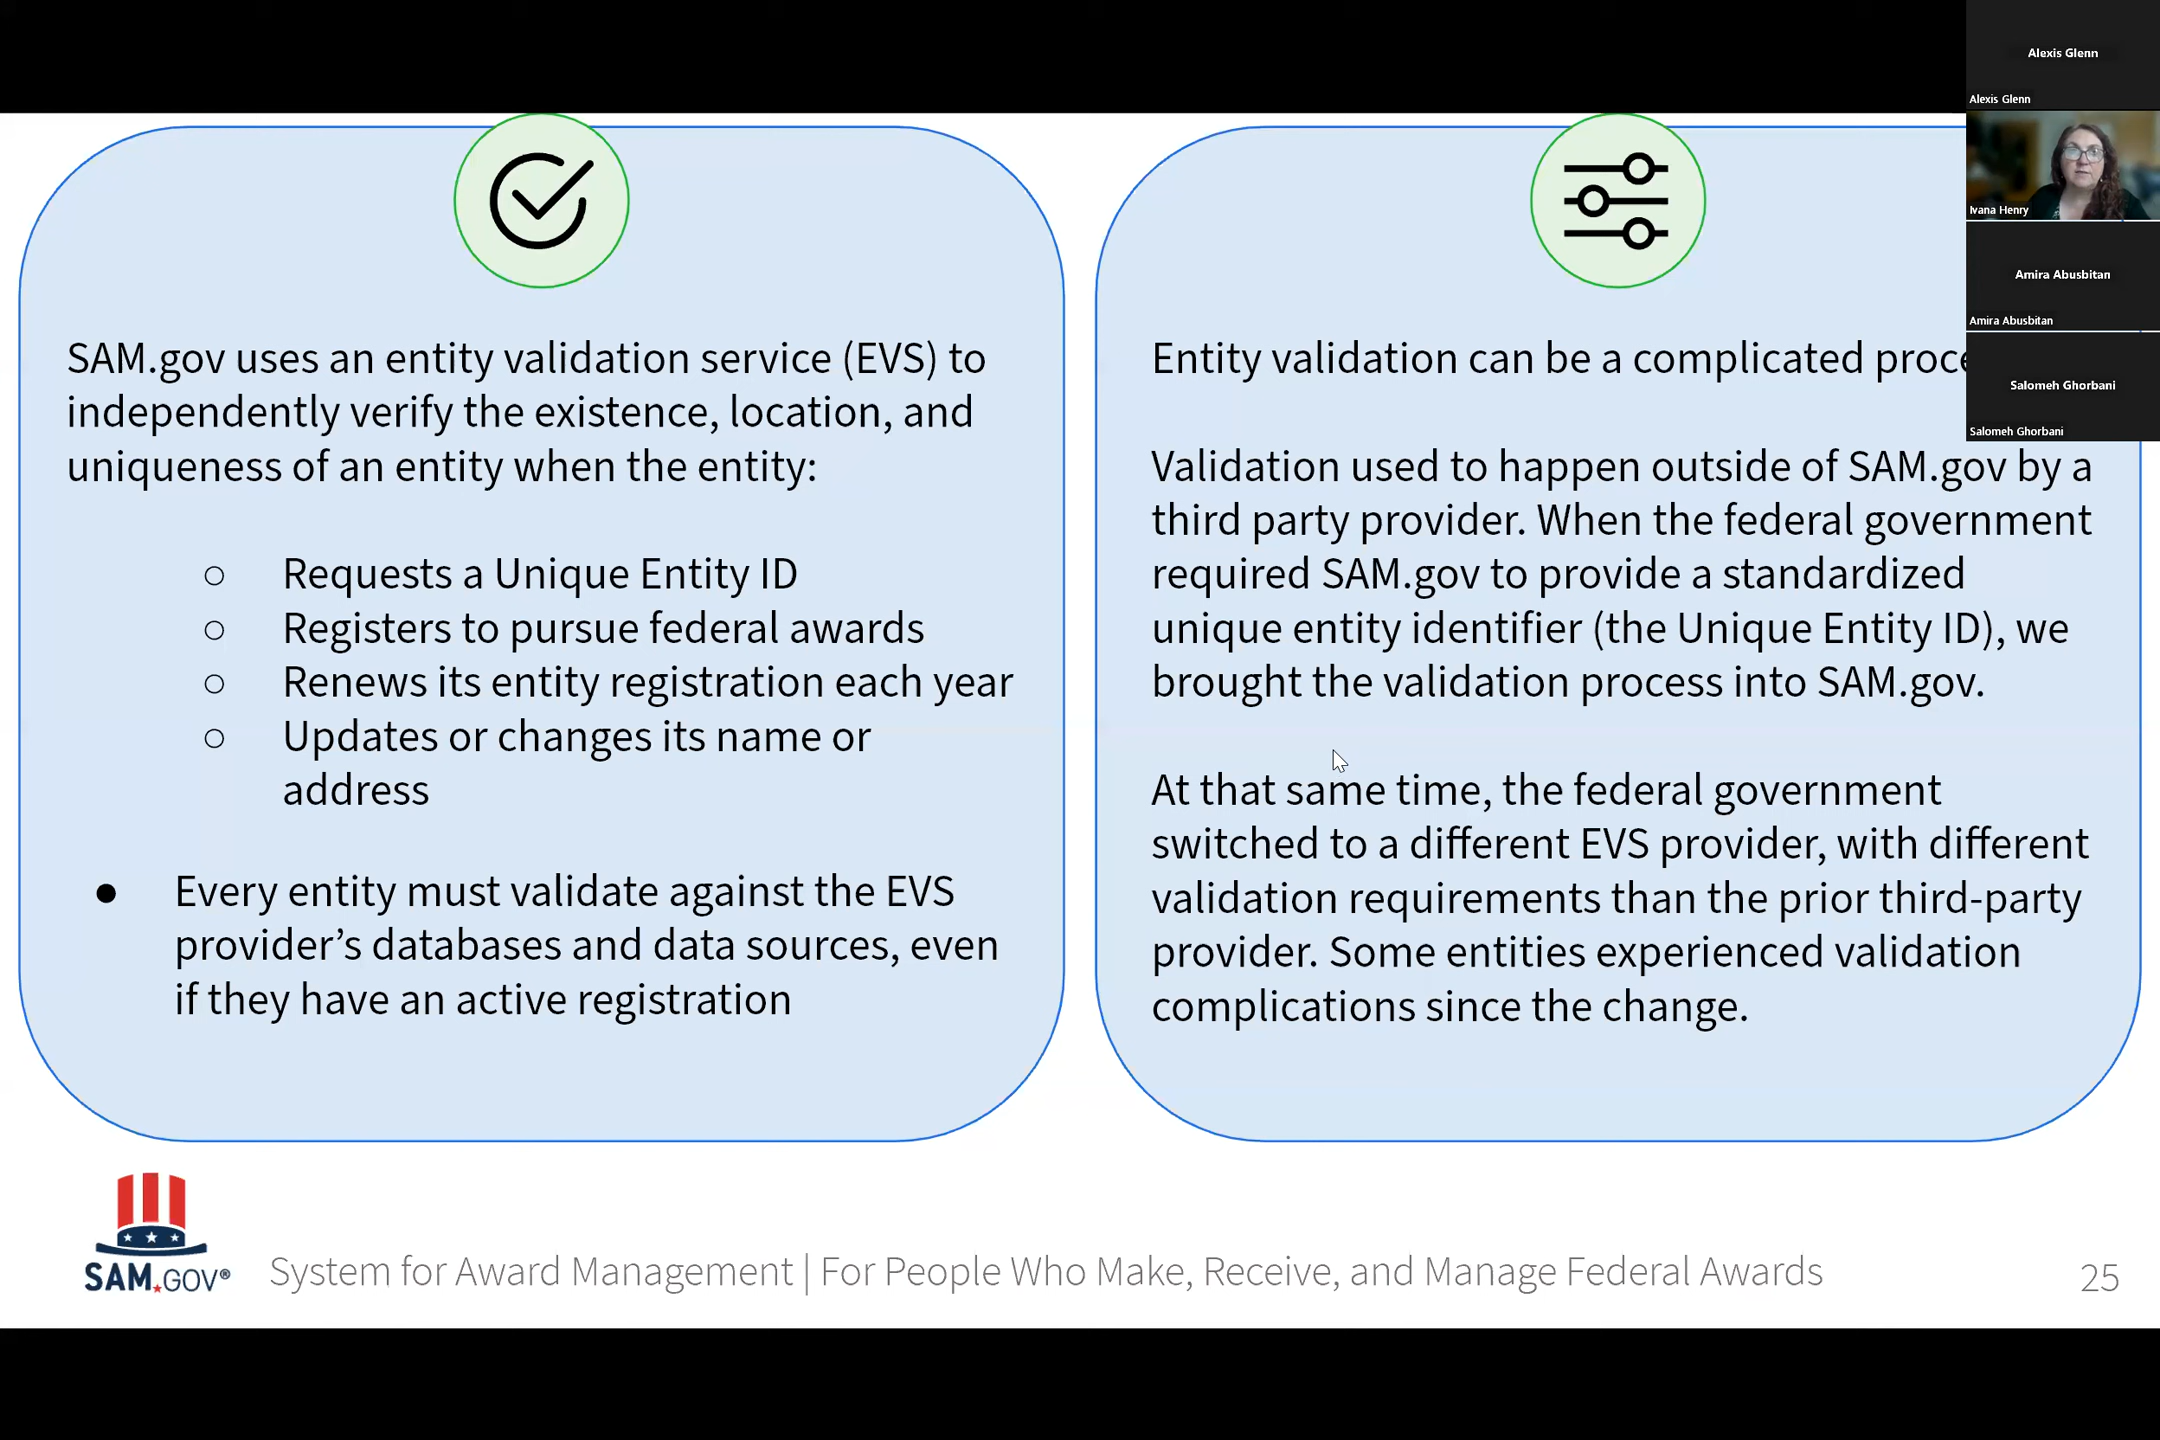 SAM.gov uses an entity validation service (EVS) to
independently verify the existence, location, and
uniqueness of an entity when the entity:
○ Requests a Unique Entity ID
○ Registers to pursue federal awards
○ Renews its entity registration each year
○ Updates or changes its name or
address
● Every entity must validate against the EVS
provider’s databases and data sources, even
if they have an active registration
Entity validation can be a complicated
Validation used to happen outside of SAM.gov by a
third party provider. When the federal government
required SAM.gov to provide a standardized
unique entity identifier (the Unique Entity ID), we
brought the validation process into SAM.gov.
At that same time, the federal government
switched to a different EVS provider, with different
validation requirements than the prior third-party
provider. Some entities experienced validation
complications since the change.
Alexis Glenn
Alexis Glenn
Ivana Henry
Amira Abusbitan
Amira Abusbitan
Salomeh Ghorbani
Salomeh Ghorbani
SAM.GOV®
System for Award Management | For People Who Make, Receive, and Manage Federal Awards
25